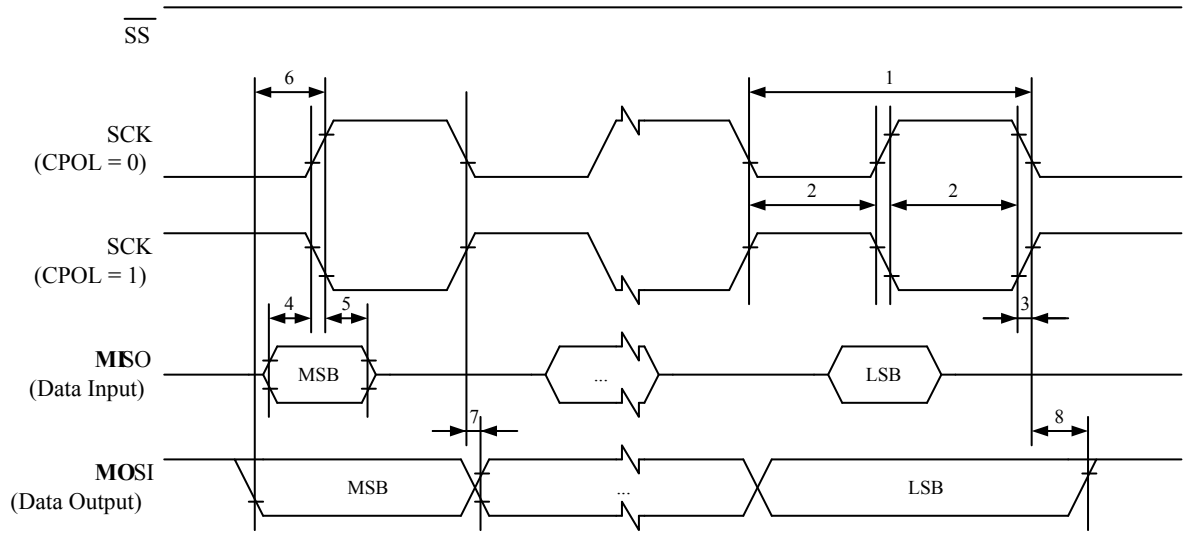 SS
6
1
SCK
(CPOL = 0)
2
2
SCK
(CPOL = 1)
4
5
3
MISO
(Data Input)
MSB
...
LSB
7
8
MOSI
(Data Output)
MSB
...
LSB